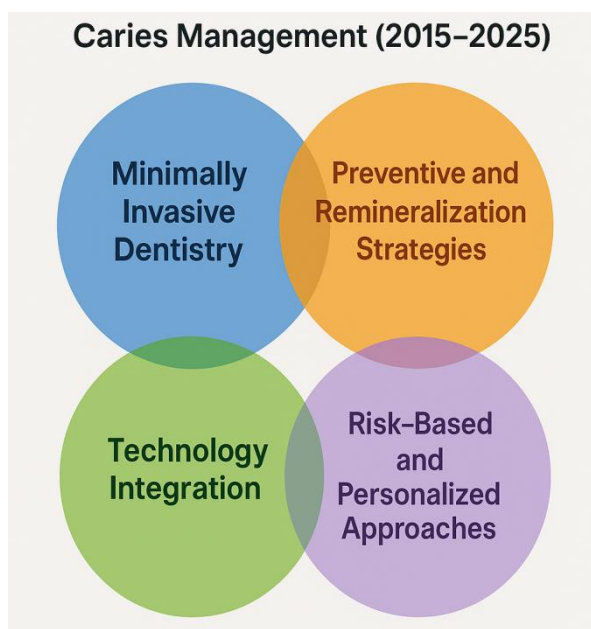 Caries Management (2015–2025)
Minimally
Invasive
Dentistry
Preventive and
Remineralization
Strategies
Technology
Integration
Risk–Based
and
Personalized
Approaches